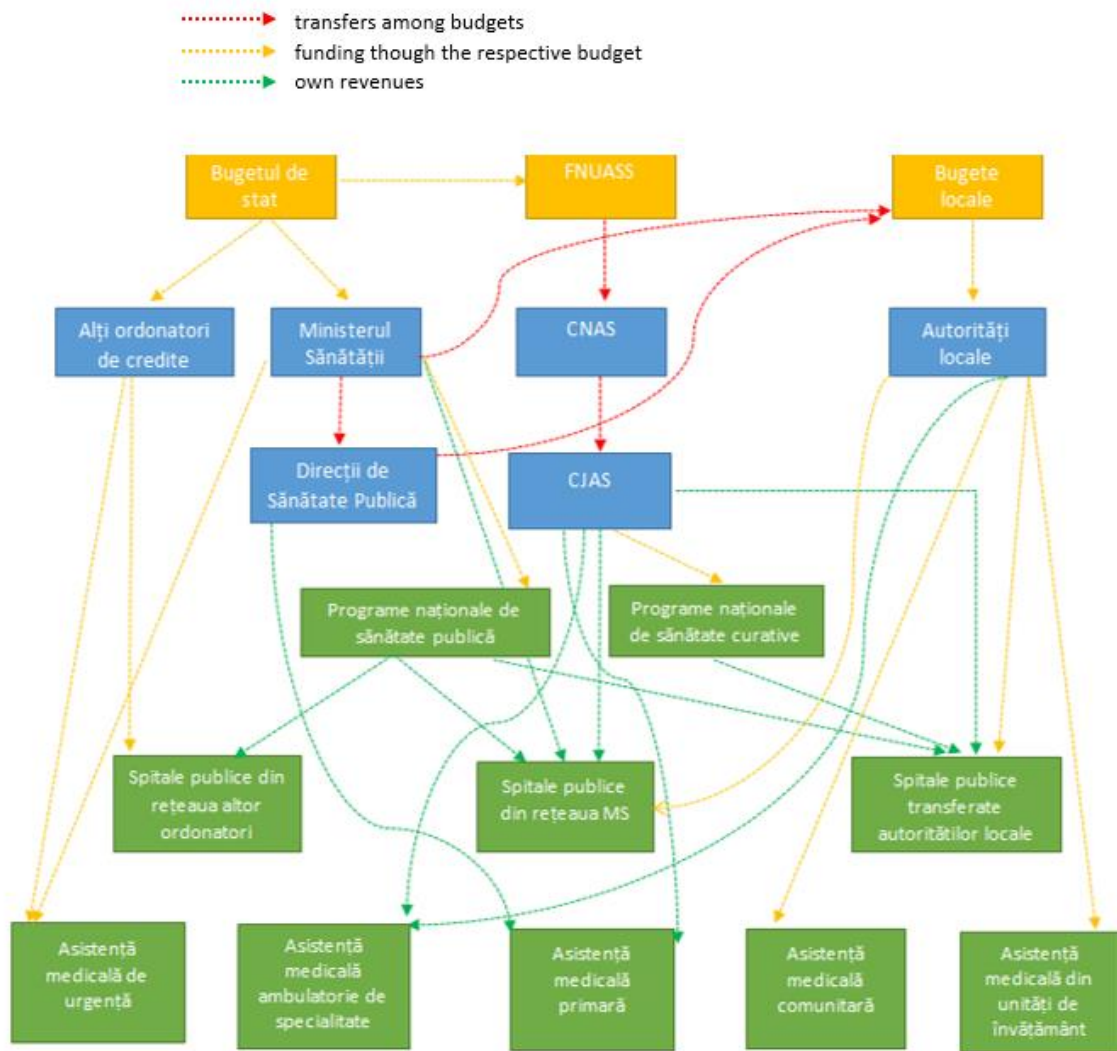 transfers among budgets
funding though the respective budget
own revenues
Bugetul de
stat
FNUASS
Bugete
locale
Alți ordonatori
de credite
Ministerul
Sănătății
CNAS
Autorități
locale
Direcții de
Sănătate Publică
CJAS
Programe naționale de
sănătate publică
Programe naționale
de sănătate curative
Spitale publice din
rețeaua altor
ordonatori
Spitale publice
din rețeaua MS
Spitale publice
transferate
autoritătilor locale
Asistență
medicală de
urgență
Asistență
medicală
ambulatorie de
specialitate
Asistență
medicală
primară
Asistență
medicală
comunitară
Asistență
medicală din
unități de
învățământ